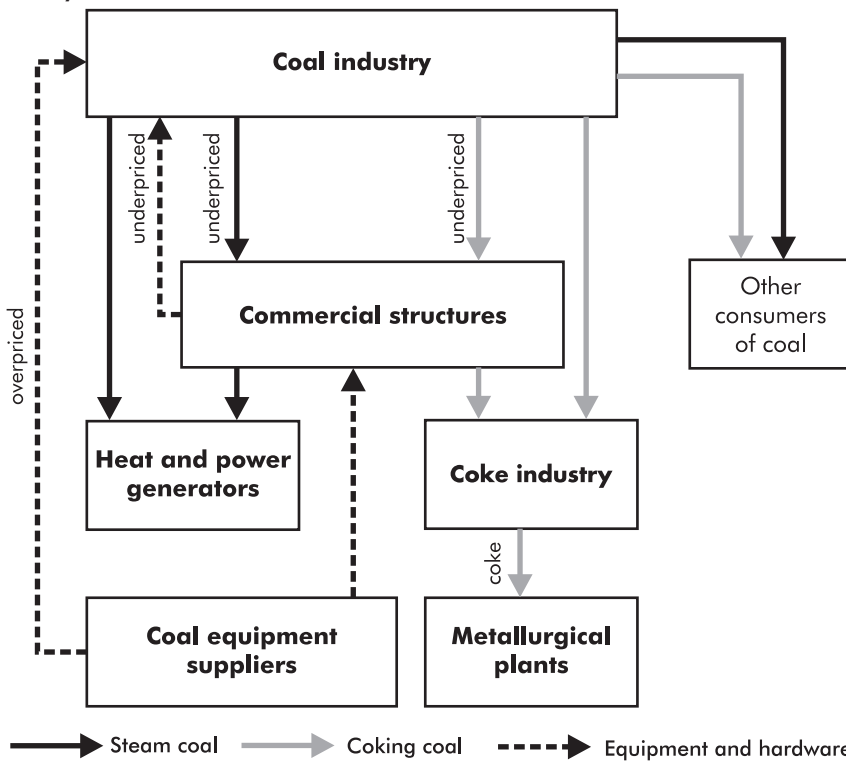 Coal industry
underpriced
underpriced
underpriced
overpriced
Commercial structures
Other
consumers
of coal
Heat and power
generators
Coke industry
coke
Coal equipment
suppliers
Metallurgical
plants
Steam coal
Coking coal
Equipment and hardware